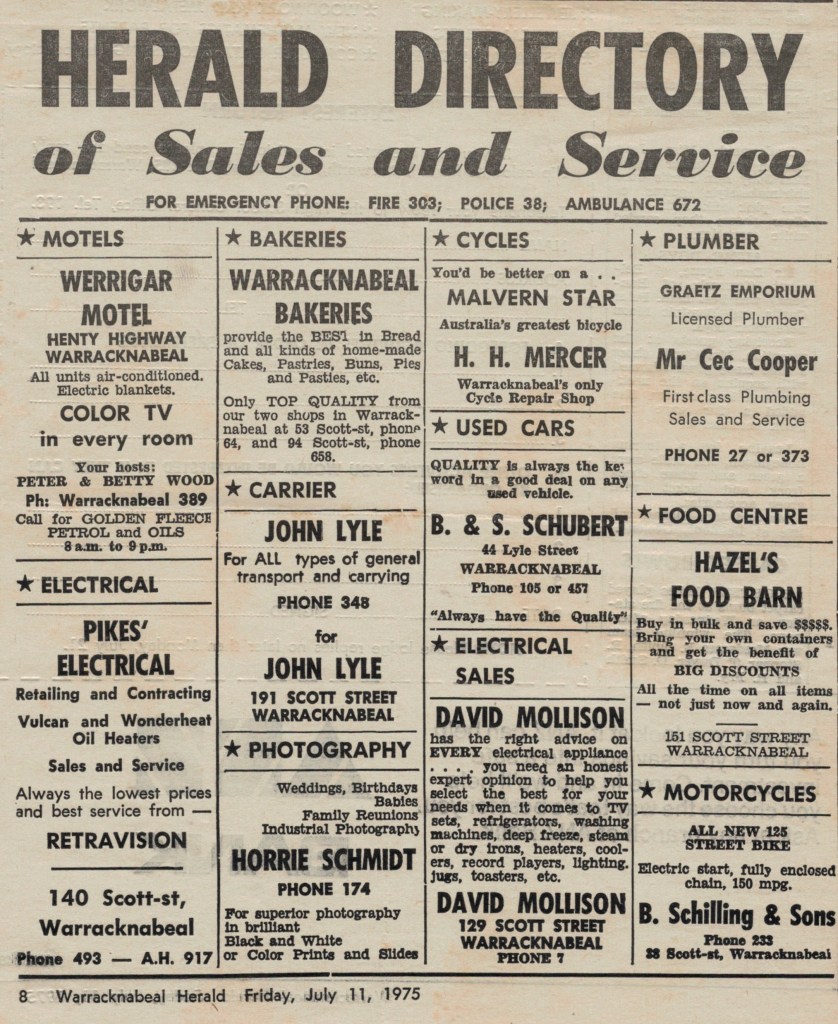 HERALD DIRECTORY
of Sales and Service
FOR EMERGENCY PHONE: FIRE 303; POLICE 38; AMBULANCE 672
★ MOTELS
WERRIGAR
MOTEL
HENTY HIGHWAY
WARRACKNABEAL
All units air-conditioned.
Electric blankets.
COLOR TV
in every room
Your hosts:
PETER & BETTY WOOD
Ph: Warracknabeal 389
Call for GOLDEN FLEECE
PETROL and OILS
8 a.m. to 9 p.m.
★ ELECTRICAL
PIKES'
ELECTRICAL
Retailing and Contracting
Vulcan and Wonderheat
Oil Heaters
Sales and Service
Always the lowest prices
and best service from —
RETRAVISION
140 Scott-st,
Warracknabeal
Phone 493 — A.H. 917
★ BAKERIES
WARRACKNABEAL
BAKERIES
provide the BEST in Bread
and all kinds of home-made
Cakes, Pastries, Buns, Pies
and Pasties, etc.
Only TOP QUALITY from
our two shops in Warrack-
nabeal at 53 Scott-st, phone
64, and 94 Scott-st, phone
658.
★ CARRIER
JOHN LYLE
For ALL types of general
transport and carrying
PHONE 348
for
JOHN LYLE
191 SCOTT STREET
WARRACKNABEAL
★ PHOTOGRAPHY
Weddings, Birthdays
Babies
Family Reunions
Industrial Photography
HORRIE SCHMIDT
PHONE 174
For superior photography
in brilliant
Black and White
or Color Prints and Slides
★ CYCLES
You'd be better on a . .
MALVERN STAR
Australia's greatest bicycle
H. H. MERCER
Warracknabeal's only
Cycle Repair Shop
★ USED CARS
QUALITY is always the key
word in a good deal on any
used vehicle.
B. & S. SCHUBERT
44 Lyle Street
WARRACKNABEAL
Phone 105 or 457
"Always have the Quality"
★ ELECTRICAL
SALES
DAVID MOLLISON
has the right advice on
EVERY electrical appliance
. . . . you need an honest
expert opinion to help you
select the best for your
needs when it comes to TV
sets, refrigerators, washing
machines, deep freeze, steam
or dry irons, heaters, cool-
ers, record players, lighting.
jugs, toasters, etc.
DAVID MOLLISON
129 SCOTT STREET
WARRACKNABEAL
PHONE 7
★ PLUMBER
GRAETZ EMPORIUM
Licensed Plumber
Mr Cec Cooper
First class Plumbing
Sales and Service
PHONE 27 or 373
★ FOOD CENTRE
HAZEL'S
FOOD BARN
Buy in bulk and save $$$$$.
Bring your own containers
and get the benefit of
BIG DISCOUNTS
All the time on all items
— not just now and again.
151 SCOTT STREET
WARRACKNABEAL
★ MOTORCYCLES
ALL NEW 125
STREET BIKE
Electric start, fully enclosed
chain, 150 mpg.
B. Schilling & Sons
Phone 233
38 Scott-st, Warracknabeal
8 Warracknabeal Herald Friday, July 11, 1975